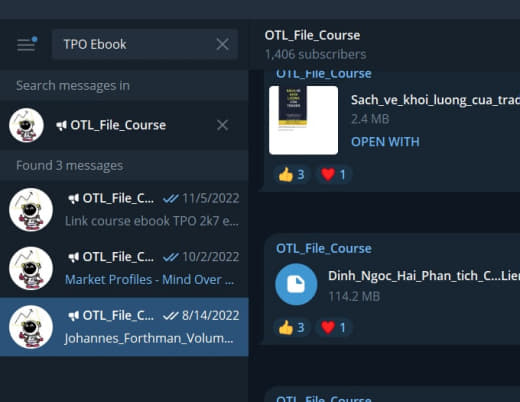 TPO Ebook
Search messages in
OTL_File_Course
Found 3 messages
OTL_File_C... 11/5/2022
Link course ebook TPO 2k7 e...
OTL_File_C... 10/2/2022
Market Profiles - Mind Over ...
OTL_File_C... 8/14/2022
Johannes_Forthman_Volum...
OTL_File_Course
1,406 subscribers
OTL_File_Course
Sach_ve_khoi_luong_cua_trad
2.4 MB
OPEN WITH
3 1
OTL_File_Course
Dinh_Ngoc_Hai_Phan_tich_C...Lien
114.2 MB
3 1
OTL_File_Course